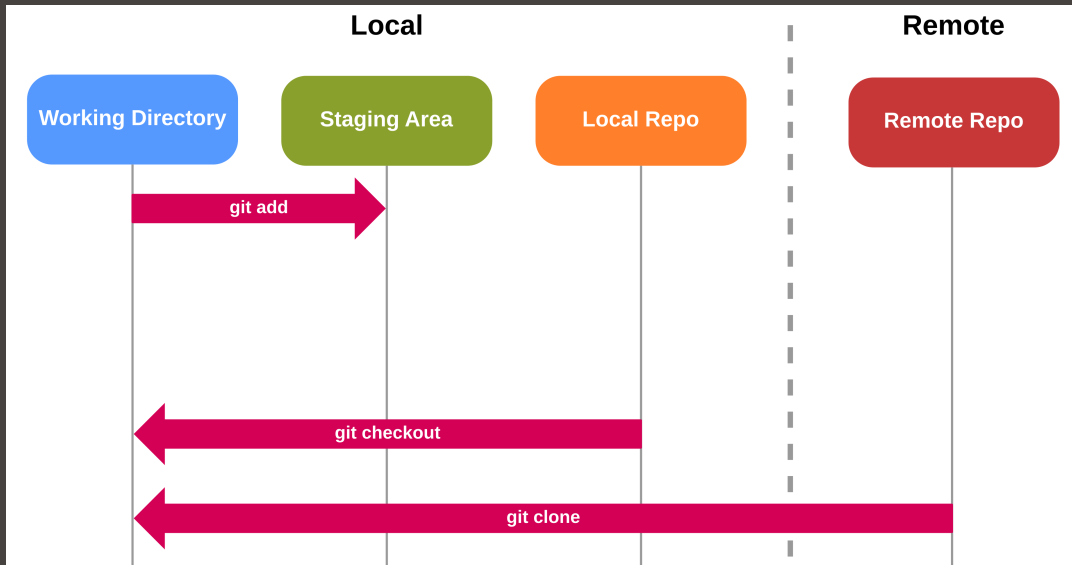 Local
Remote
Working Directory
Staging Area
Local Repo
Remote Repo
git add
git checkout
git clone